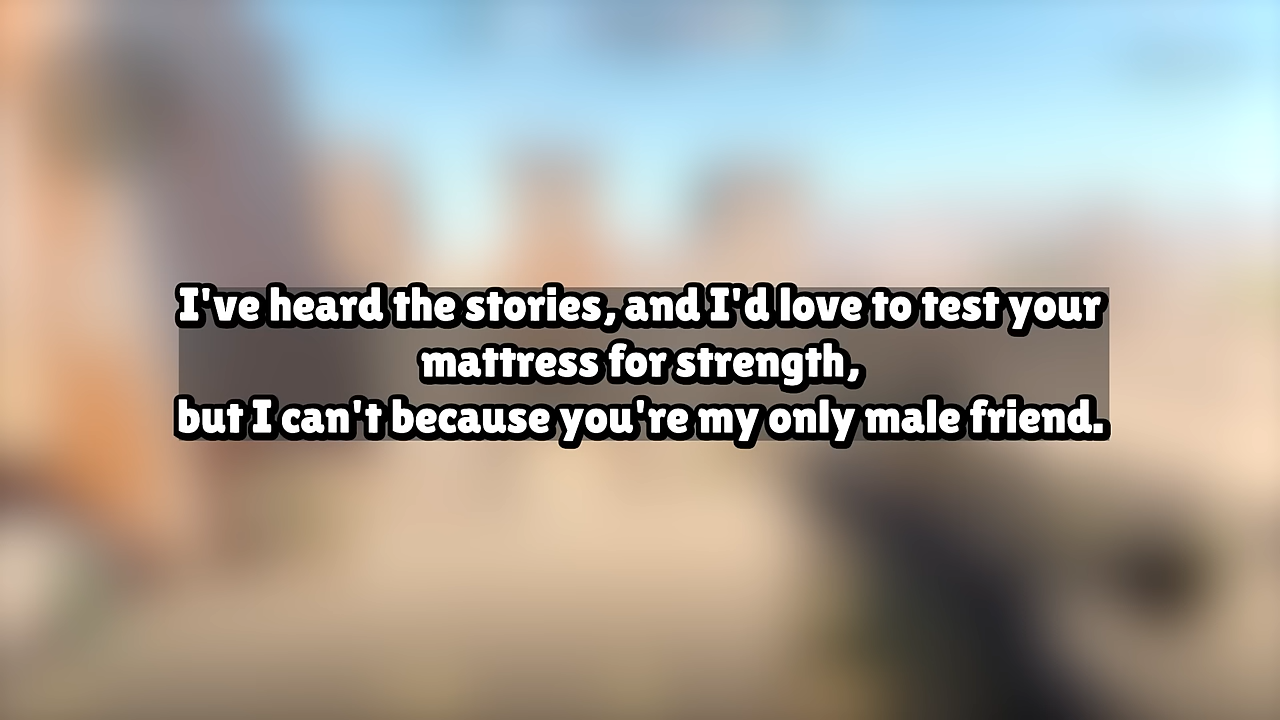 I've heard the stories, and I'd love to test your
mattress for strength,
but I can't because you're my only male friend.